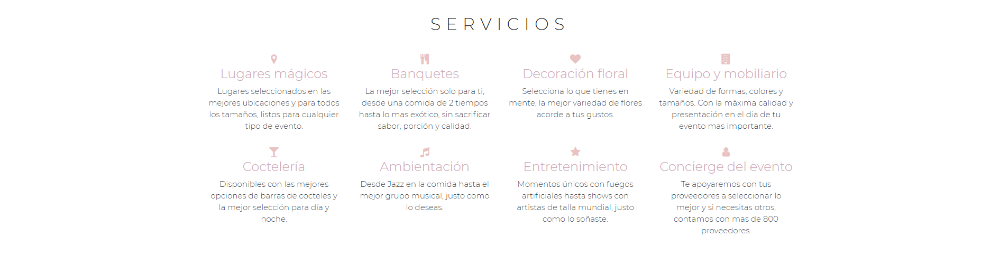 SERVICIOS
Lugares mágicos
Lugares seleccionados en las
mejores ubicaciones y para todos
los tamaños, listos para cualquier
tipo de evento.
Banquetes
La mejor selección solo para ti,
desde una comida de 2 tiempos
hasta lo mas exótico, sin sacrificar
sabor, porción y calidad.
Decoración floral
Selecciona lo que tienes en
mente, la mejor variedad de flores
acorde a tus gustos.
Equipo y mobiliario
Variedad de formas, colores y
tamaños. Con la máxima calidad y
presentación en el dia de tu
evento mas importante.
Coctelería
Disponibles con las mejores
opciones de barras de cocteles y
la mejor selección para día y
noche.
Ambientación
Desde Jazz en la comida hasta el
mejor grupo musical, justo como
lo deseas.
Entretenimiento
Momentos únicos con fuegos
artificiales hasta shows con
artistas de talla mundial, justo
como lo soñaste.
Concierge del evento
Te apoyaremos con tus
proveedores a seleccionar lo
mejor y si necesitas otros,
contamos con mas de 800
proveedores.